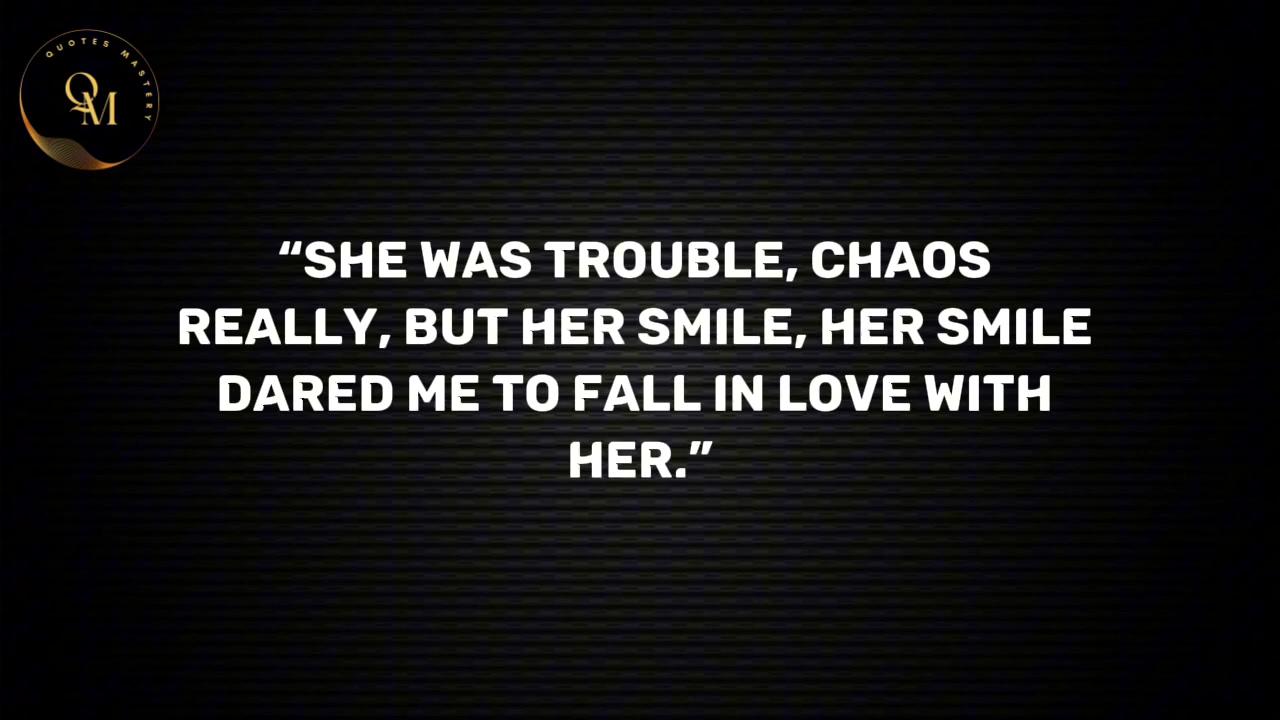 QUOTES MASTERY
QM
“SHE WAS TROUBLE, CHAOS
REALLY, BUT HER SMILE, HER SMILE
DARED ME TO FALL IN LOVE WITH
HER.”